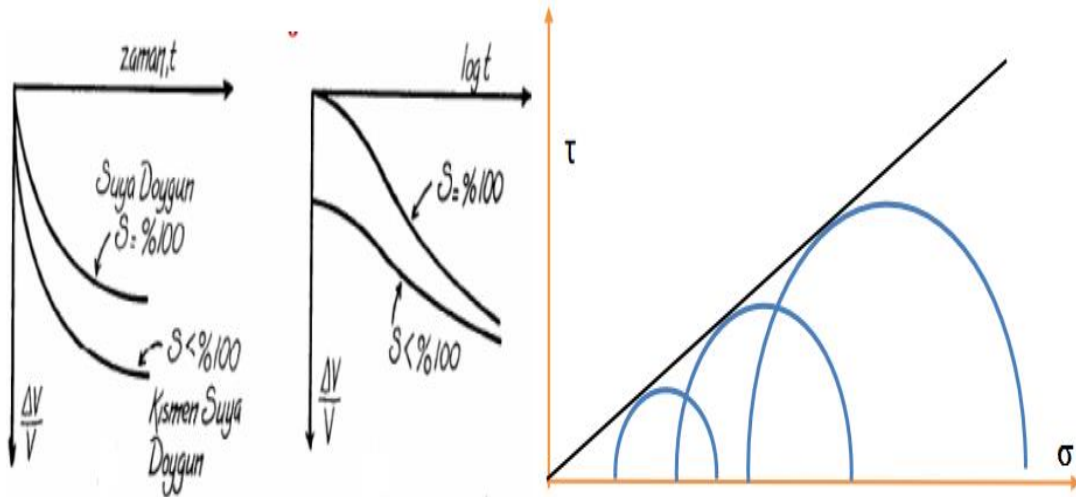 zaman,t
Suya Doygun
S=%100
S<%100
Kısmen Suya
Doygun
ΔV
V
log t
S=%100
S<%100
ΔV
V
τ
σ